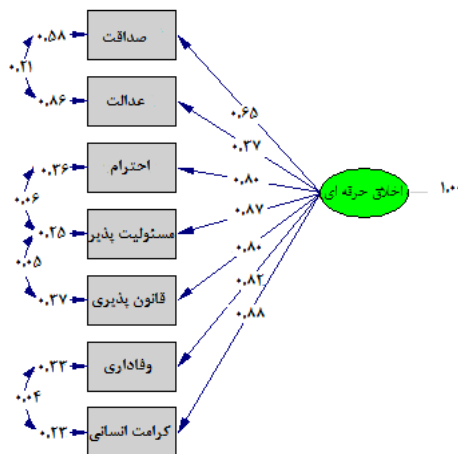 صداقت
عدالت
احترام
مسئولیت پذیر
قانون پذیری
وفاداری
کرامت انسانی
اخلاق حرفه ای
۰.۵۸
۰.۲۱
۰.۸۶
۰.۳۶
۰.۰۶
۰.۲۵
۰.۰۵
۰.۳۷
۰.۳۳
۰.۰۴
۰.۲۳
۰.۶۵
۰.۳۷
۰.۸۰
۰.۸۷
۰.۸۰
۰.۸۲
۰.۸۸